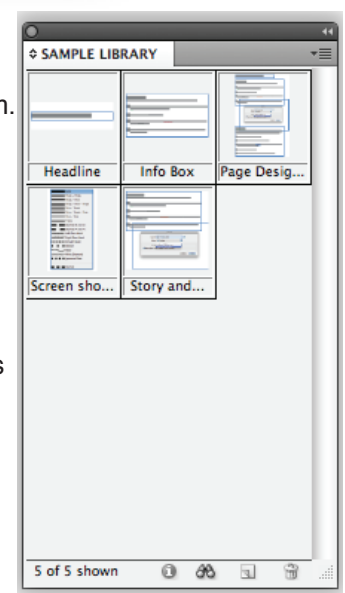 SAMPLE LIBRARY
n.
Headline
Info Box
Page Desig...
Screen sho...
Story and...
s
5 of 5 shown